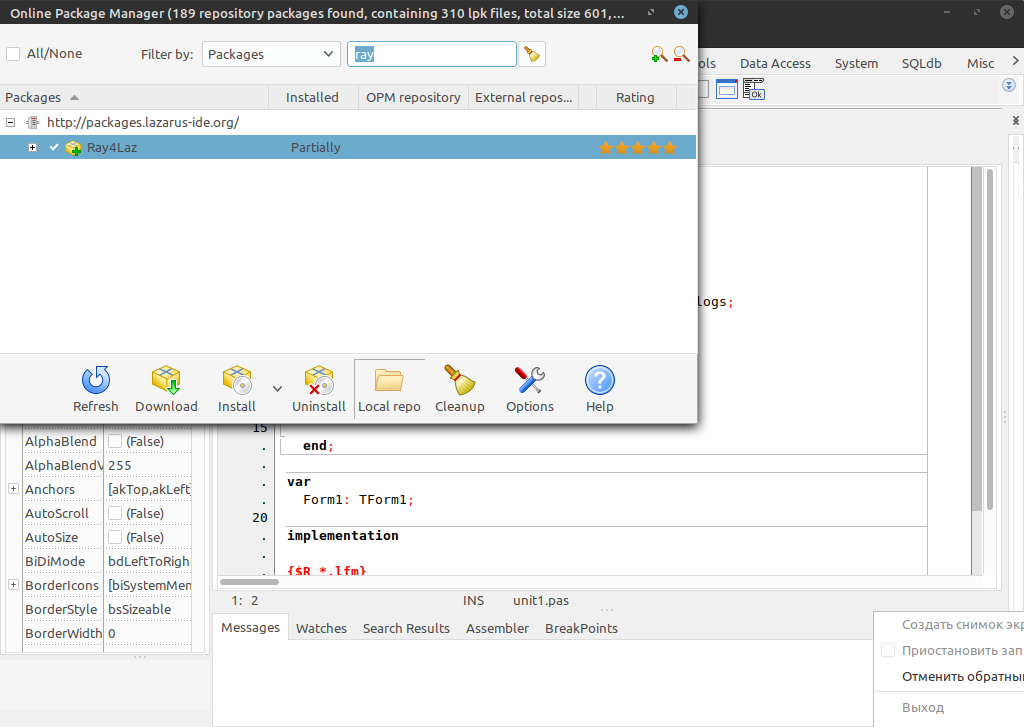 Online Package Manager (189 repository packages found, containing 310 lpk files, total size 601,...
All/None
Filter by:
Packages
ray
ols
Data Access
System
SQLdb
Misc
Packages
Installed
OPM repository
External repos...
Rating
http://packages.lazarus-ide.org/
Ray4Laz
Partially
logs;
Ok
Refresh
Download
Install
Uninstall
Local repo
Cleanup
Options
Help
AlphaBlend
(False)
AlphaBlendV
255
Anchors
[akTop,akLeft]
AutoScroll
(False)
AutoSize
(False)
BiDiMode
bdLeftToRigh
BorderIcons
[biSystemMen
BorderStyle
bsSizeable
BorderWidth
0
15
end;
var
Form1: TForm1;
20
implementation
{$R *.lfm}
1: 2
INS
unit1.pas
Messages
Watches
Search Results
Assembler
BreakPoints
Создать снимок экр
Приостановить зап
Отменить обратны
Выход